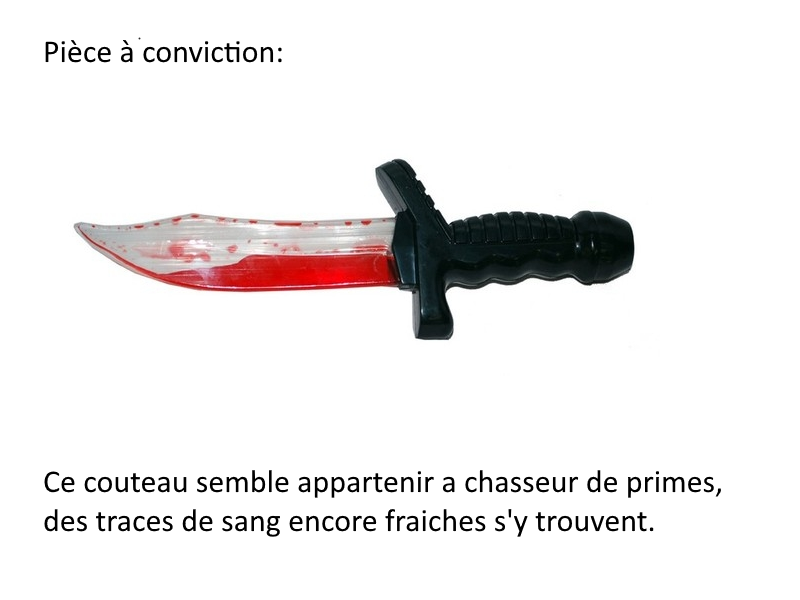 Pièce à conviction:
Ce couteau semble appartenir a chasseur de primes,
des traces de sang encore fraiches s'y trouvent.